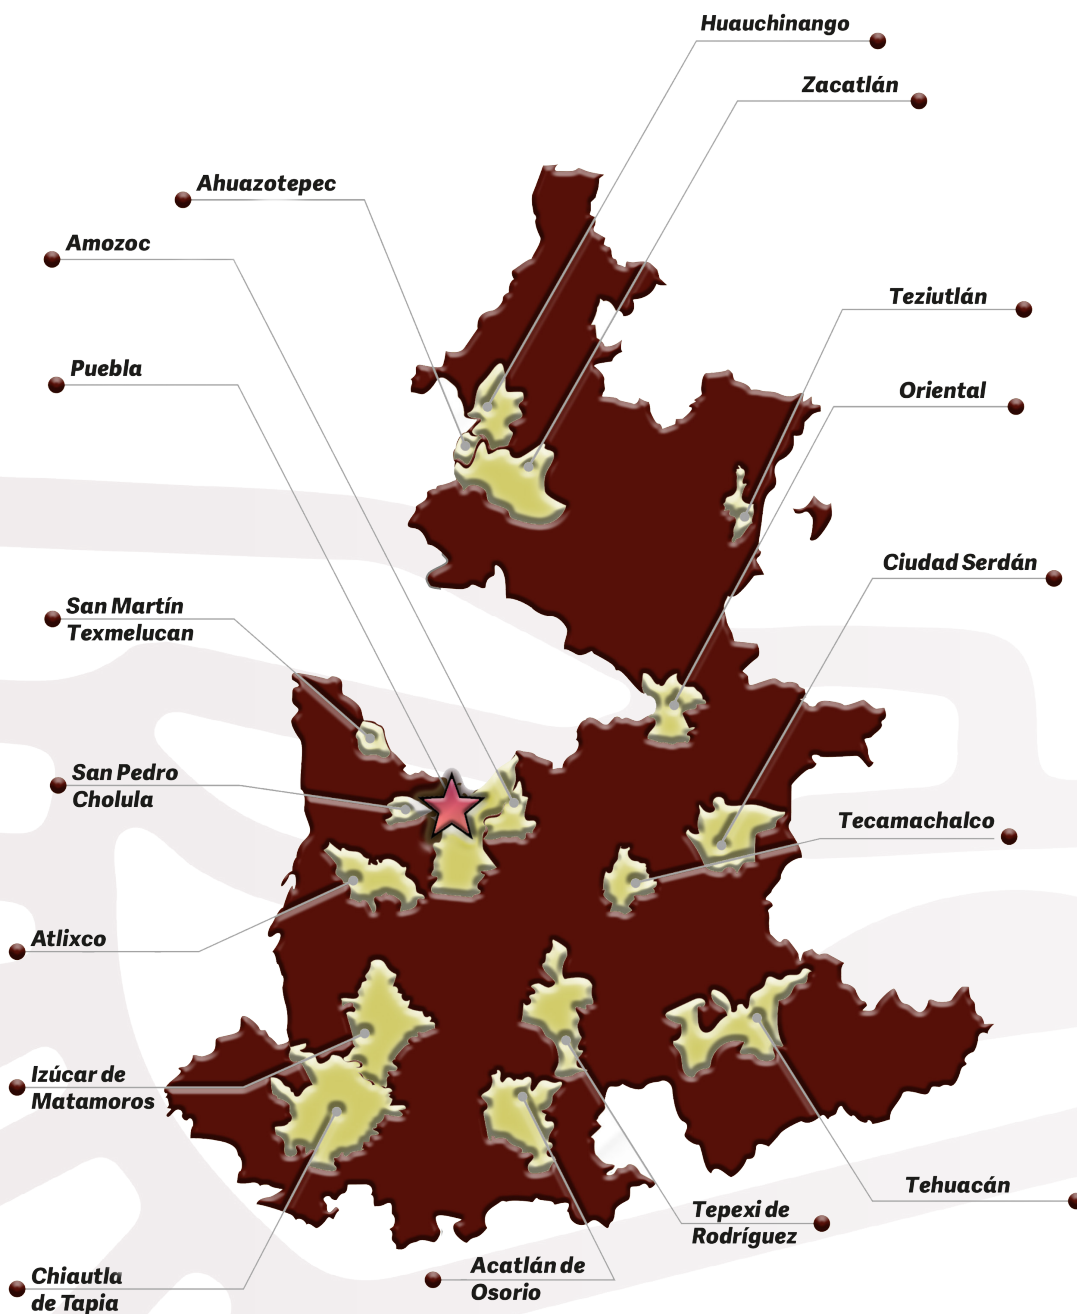 Huauchinango
Zacatlán
Ahuazotepec
Amozoc
Teziutlán
Puebla
Oriental
Ciudad Serdán
San Martín
Texmelucan
San Pedro
Cholula
Tecamachalco
Atlixco
Izúcar de
Matamoros
Tehuacán
Tepexi de
Rodríguez
Acatlán de
Osorio
Chiautla
de Tapia